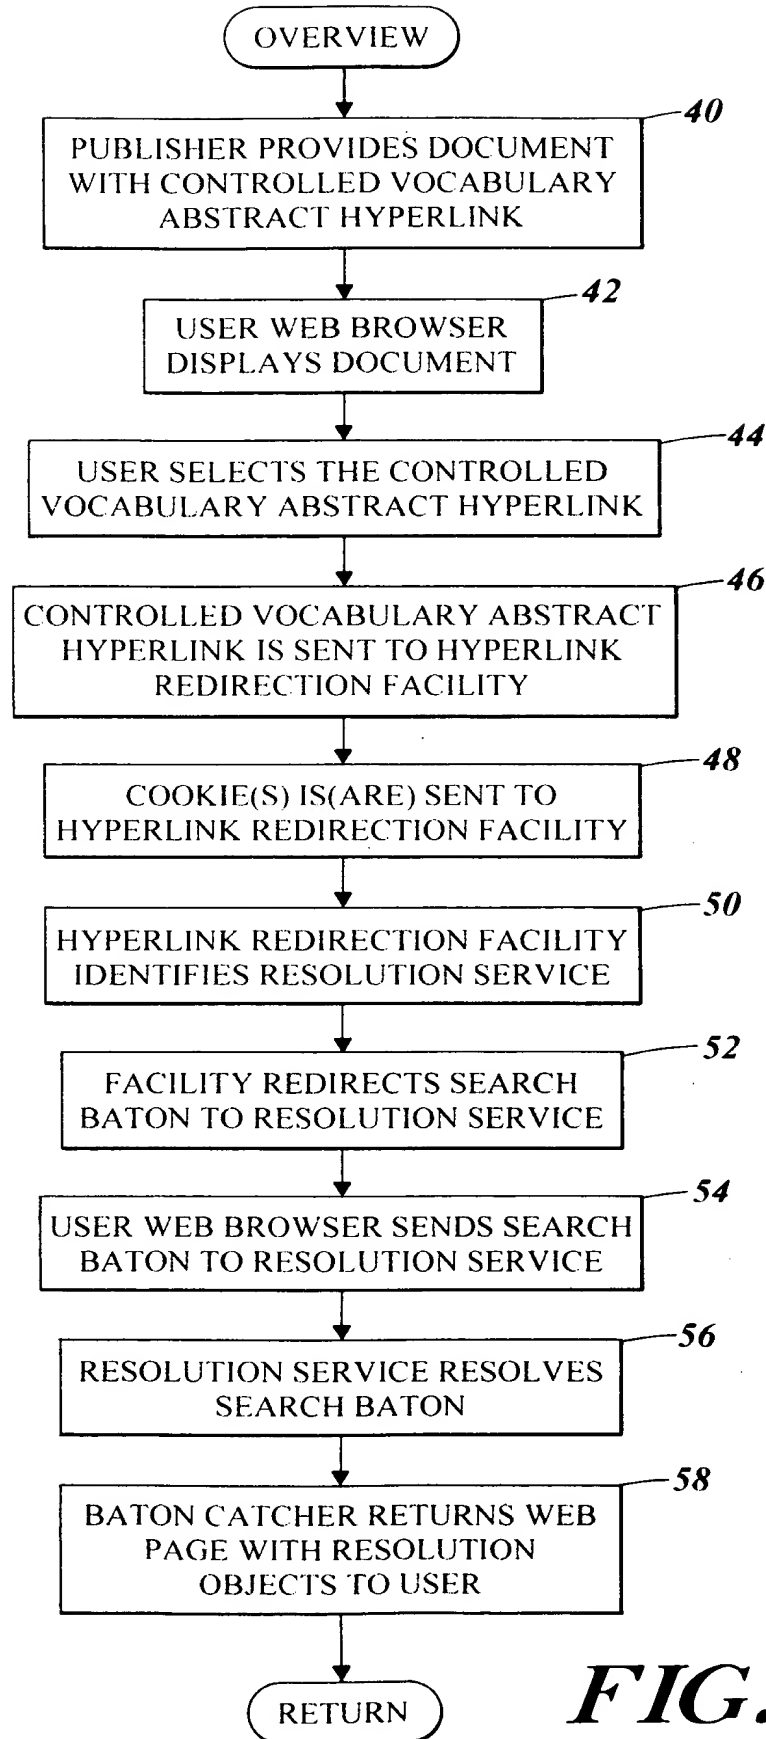 OVERVIEW
40
PUBLISHER PROVIDES DOCUMENT
WITH CONTROLLED VOCABULARY
ABSTRACT HYPERLINK
42
USER WEB BROWSER
DISPLAYS DOCUMENT
44
USER SELECTS THE CONTROLLED
VOCABULARY ABSTRACT HYPERLINK
46
CONTROLLED VOCABULARY ABSTRACT
HYPERLINK IS SENT TO HYPERLINK
REDIRECTION FACILITY
48
COOKIE(S) IS(ARE) SENT TO
HYPERLINK REDIRECTION FACILITY
50
HYPERLINK REDIRECTION FACILITY
IDENTIFIES RESOLUTION SERVICE
52
FACILITY REDIRECTS SEARCH
BATON TO RESOLUTION SERVICE
54
USER WEB BROWSER SENDS SEARCH
BATON TO RESOLUTION SERVICE
56
RESOLUTION SERVICE RESOLVES
SEARCH BATON
58
BATON CATCHER RETURNS WEB
PAGE WITH RESOLUTION
OBJECTS TO USER
RETURN
FIG.